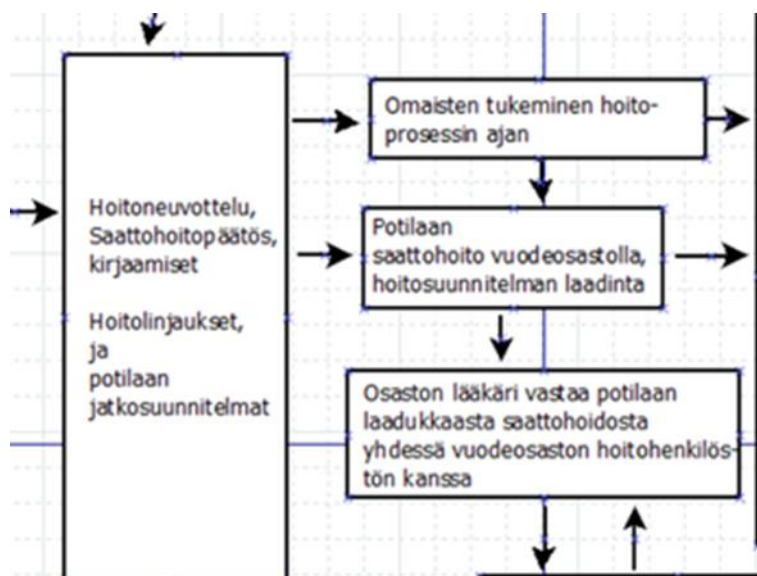 Hoitoneuvottelu,
Saattohoitopäätös,
kirjaamiset
Hoitolinjaukset,
ja
potilaan
jatkosuunnitelmat
Omaisten tukeminen hoito-
prosessin ajan
Potilaan
saattohoito vuodeosastolla,
hoitosuunnitelman laadinta
Osaston lääkäri vastaa potilaan
laadukkaasta saattohoidosta
yhdessä vuodeosaston hoitohenkilös-
tön kanssa